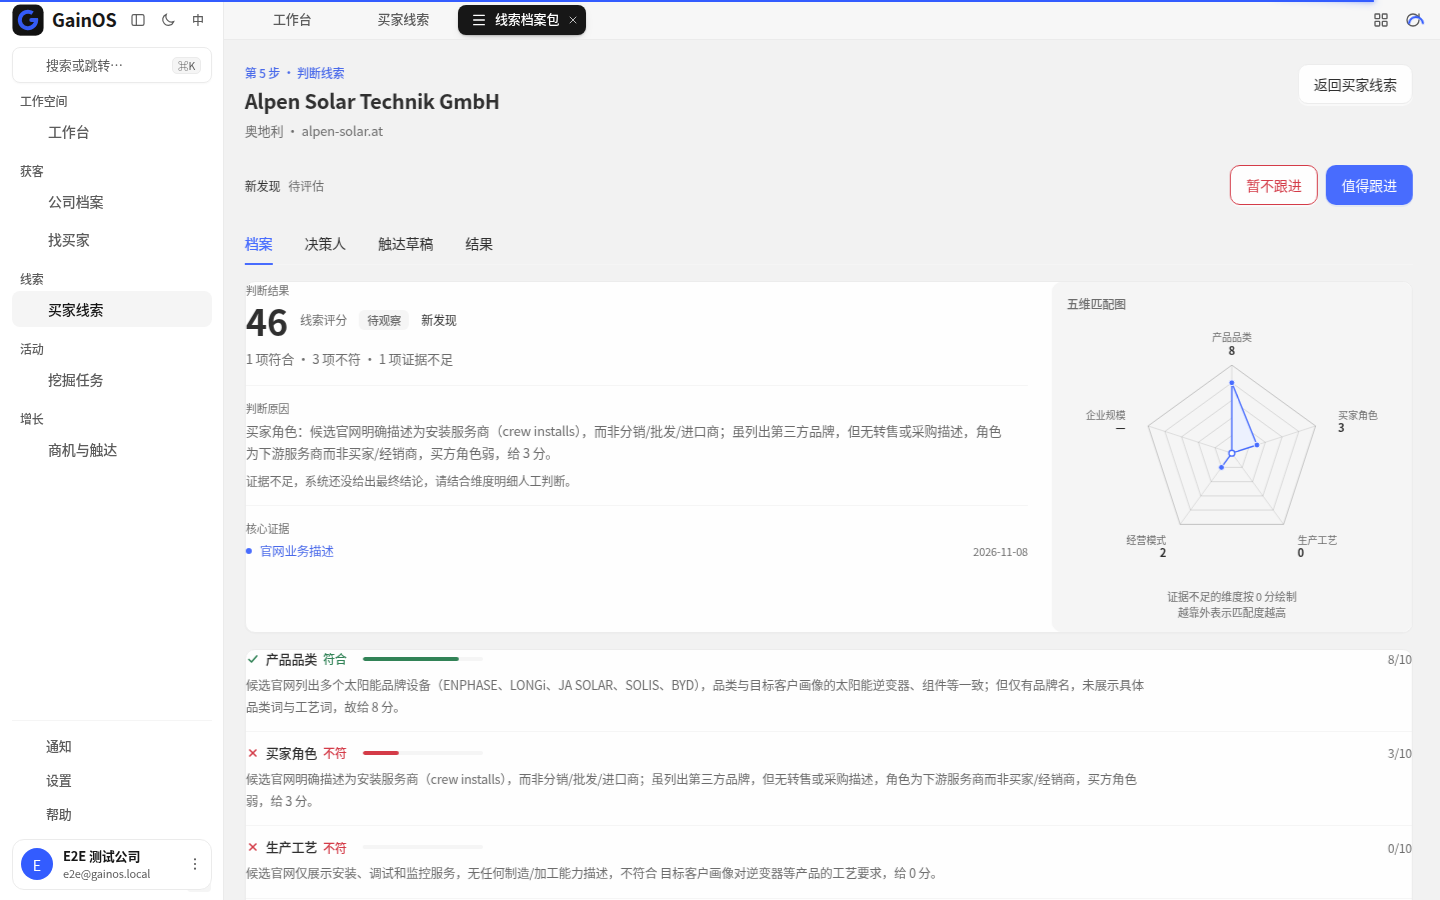 GainOS
中
工作台
买家线索
线索档案包
搜索或跳转…
⌘K
工作空间
工作台
获客
公司档案
找买家
线索
买家线索
活动
挖掘任务
增长
商机与触达
通知
设置
帮助
E
E2E 测试公司
e2e@gainos.local
第 5 步 · 判断线索
Alpen Solar Technik GmbH
奥地利 · alpen-solar.at
返回买家线索
新发现 待评估
暂不跟进
值得跟进
档案
决策人
触达草稿
结果
判断结果
46 线索评分 待观察 新发现
1 项符合 · 3 项不符 · 1 项证据不足
判断原因
买家角色：候选官网明确描述为安装服务商（crew installs），而非分销/批发/进口商；虽列出第三方品牌，但无转售或采购描述，角色
为下游服务商而非买家/经销商，买方角色弱，给 3 分。
证据不足，系统还没给出最终结论，请结合维度明细人工判断。
核心证据
官网业务描述
2026-11-08
五维匹配图
产品品类
8
企业规模
—
买家角色
3
经营模式
2
生产工艺
0
证据不足的维度按 0 分绘制
越靠外表示匹配度越高
产品品类 符合
8/10
候选官网列出多个太阳能品牌设备（ENPHASE、LONGi、JA SOLAR、SOLIS、BYD），品类与目标客户画像的太阳能逆变器、组件等一致；但仅有品牌名，未展示具体
品类词与工艺词，故给 8 分。
买家角色 不符
3/10
候选官网明确描述为安装服务商（crew installs），而非分销/批发/进口商；虽列出第三方品牌，但无转售或采购描述，角色为下游服务商而非买家/经销商，买方角色
弱，给 3 分。
生产工艺 不符
0/10
候选官网仅展示安装、调试和监控服务，无任何制造/加工能力描述，不符合 目标客户画像对逆变器等产品的工艺要求，给 0 分。